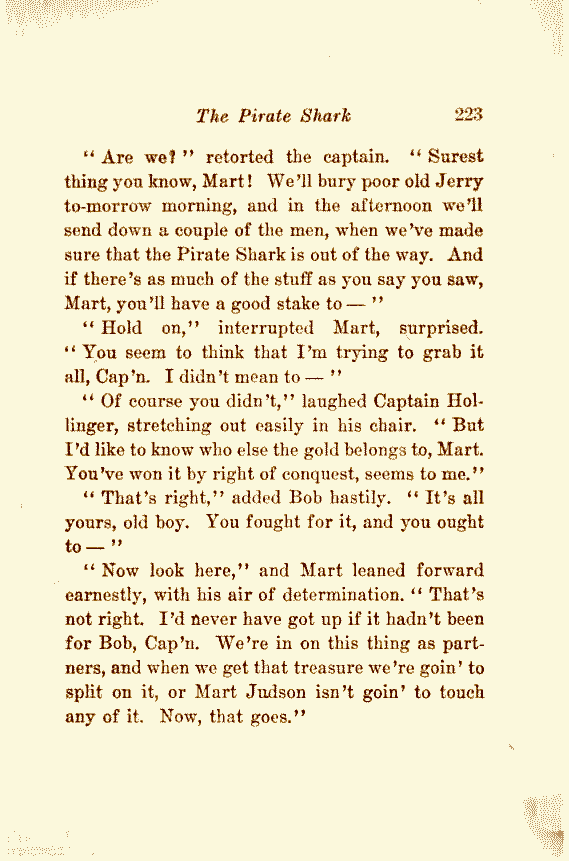 The Pirate Shark 223
“ Are we? ” retorted the captain. “ Surest
thing you know, Mart! We’ll bury poor old Jerry
to-morrow morning, and in the afternoon we’ll
send down a couple of the men, when we’ve made
sure that the Pirate Shark is out of the way. And
if there’s as much of the stuff as you say you saw,
Mart, you’ll have a good stake to — ”
“ Hold on,” interrupted Mart, surprised.
“ You seem to think that I’m trying to grab it
all, Cap’n. I didn’t mean to — ”
“ Of course you didn’t,” laughed Captain Hol-
linger, stretching out easily in his chair. “ But
I’d like to know who else the gold belongs to, Mart.
You’ve won it by right of conquest, seems to me.”
“ That’s right,” added Bob hastily. “ It’s all
yours, old boy. You fought for it, and you ought
to — ”
“ Now look here,” and Mart leaned forward
earnestly, with his air of determination. “ That’s
not right. I’d never have got up if it hadn’t been
for Bob, Cap’n. We’re in on this thing as part-
ners, and when we get that treasure we’re goin’ to
split on it, or Mart Judson isn’t goin’ to touch
any of it. Now, that goes.”